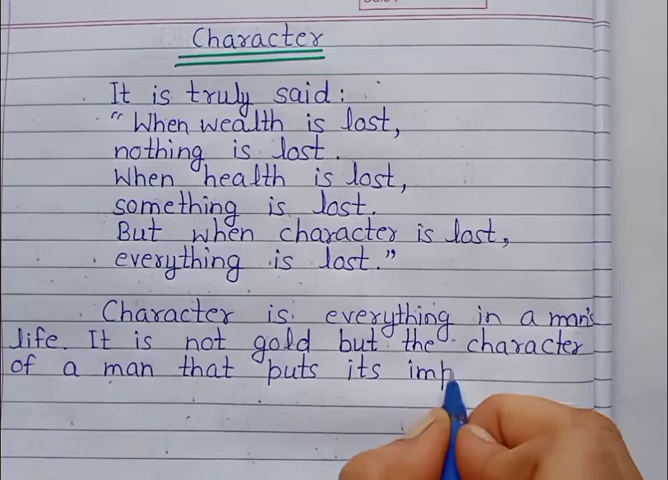 Character
It is truly said:
"When wealth is lost,
nothing is lost.
When health is lost,
something is lost.
But when character is lost,
everything is lost."
Character is everything in a man's
life. It is not gold but the character
of a man that puts its imp